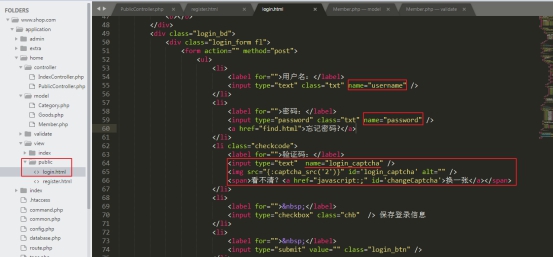 FOLDERS
www.shop.com
application
admin
extra
home
controller
IndexController.php
PublicController.php
model
Category.php
Goods.php
Member.php
validate
view
index
public
login.html
register.html
index
.htaccess
command.php
common.php
config.php
database.php
route.php
PublicController.php × register.html × login.html × Member.php — model × Member.php — validate ×
48 </div>
49 <div class="login_bd">
50 <div class="login_form fl">
51 <form action="" method="post">
52 <ul>
53 <li>
54 <label for="">用户名：</label>
55 <input type="text" class="txt" name="username" />
56 </li>
57 <li>
58 <label for="">密码：</label>
59 <input type="password" class="txt" name="password" />
60 <a href="find.html">忘记密码?</a>
61 </li>
62 <li class="checkcode">
63 <label for="">验证码：</label>
64 <input type="text" name="login_captcha" />
65 <img src="{:captcha_src('2')}" id='login_captcha' alt="" />
66 <span>看不清？<a href="javascript:;" id='changeCaptcha'>换一张</a></span>
67 </li>
68 <li>
69 <label for="">&nbsp;</label>
70 <input type="checkbox" class="chb" /> 保存登录信息
71 </li>
72 <li>
73 <label for="">&nbsp;</label>
74 <input type="submit" value="" class="login_btn" />